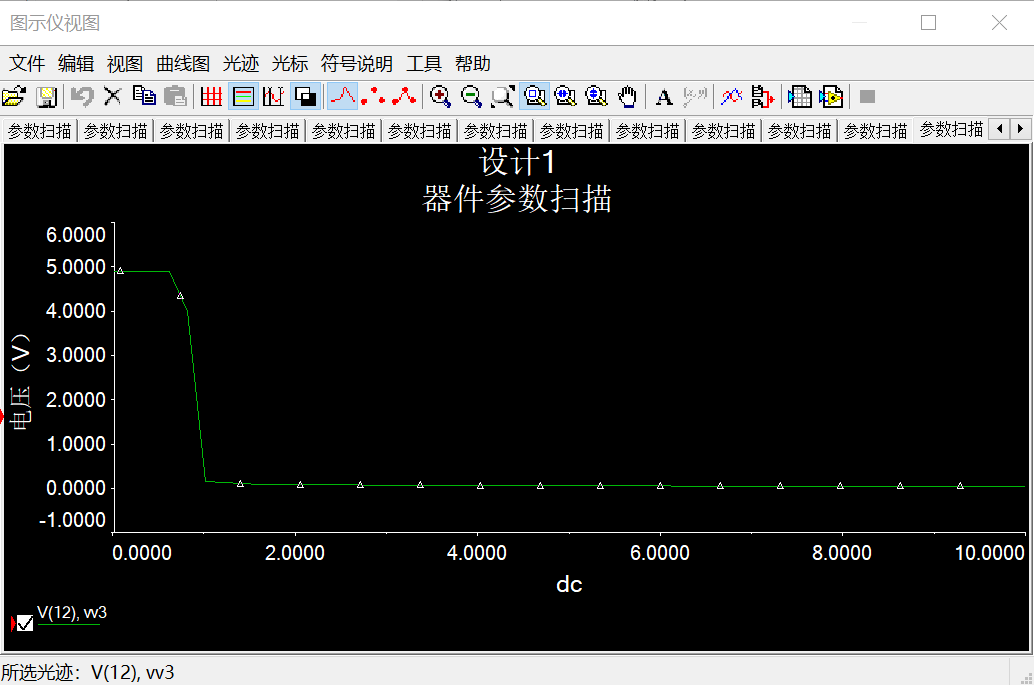 图示仪视图
文件 编辑 视图 曲线图 光迹 光标 符号说明 工具 帮助
参数扫描 参数扫描 参数扫描 参数扫描 参数扫描 参数扫描 参数扫描 参数扫描 参数扫描 参数扫描 参数扫描 参数扫描 参数扫描
设计1
器件参数扫描
6.0000
5.0000
4.0000
3.0000
2.0000
1.0000
0.0000
-1.0000
电压（V）
0.0000 2.0000 4.0000 6.0000 8.0000 10.0000
dc
V(12), vv3
所选光迹：V(12), vv3